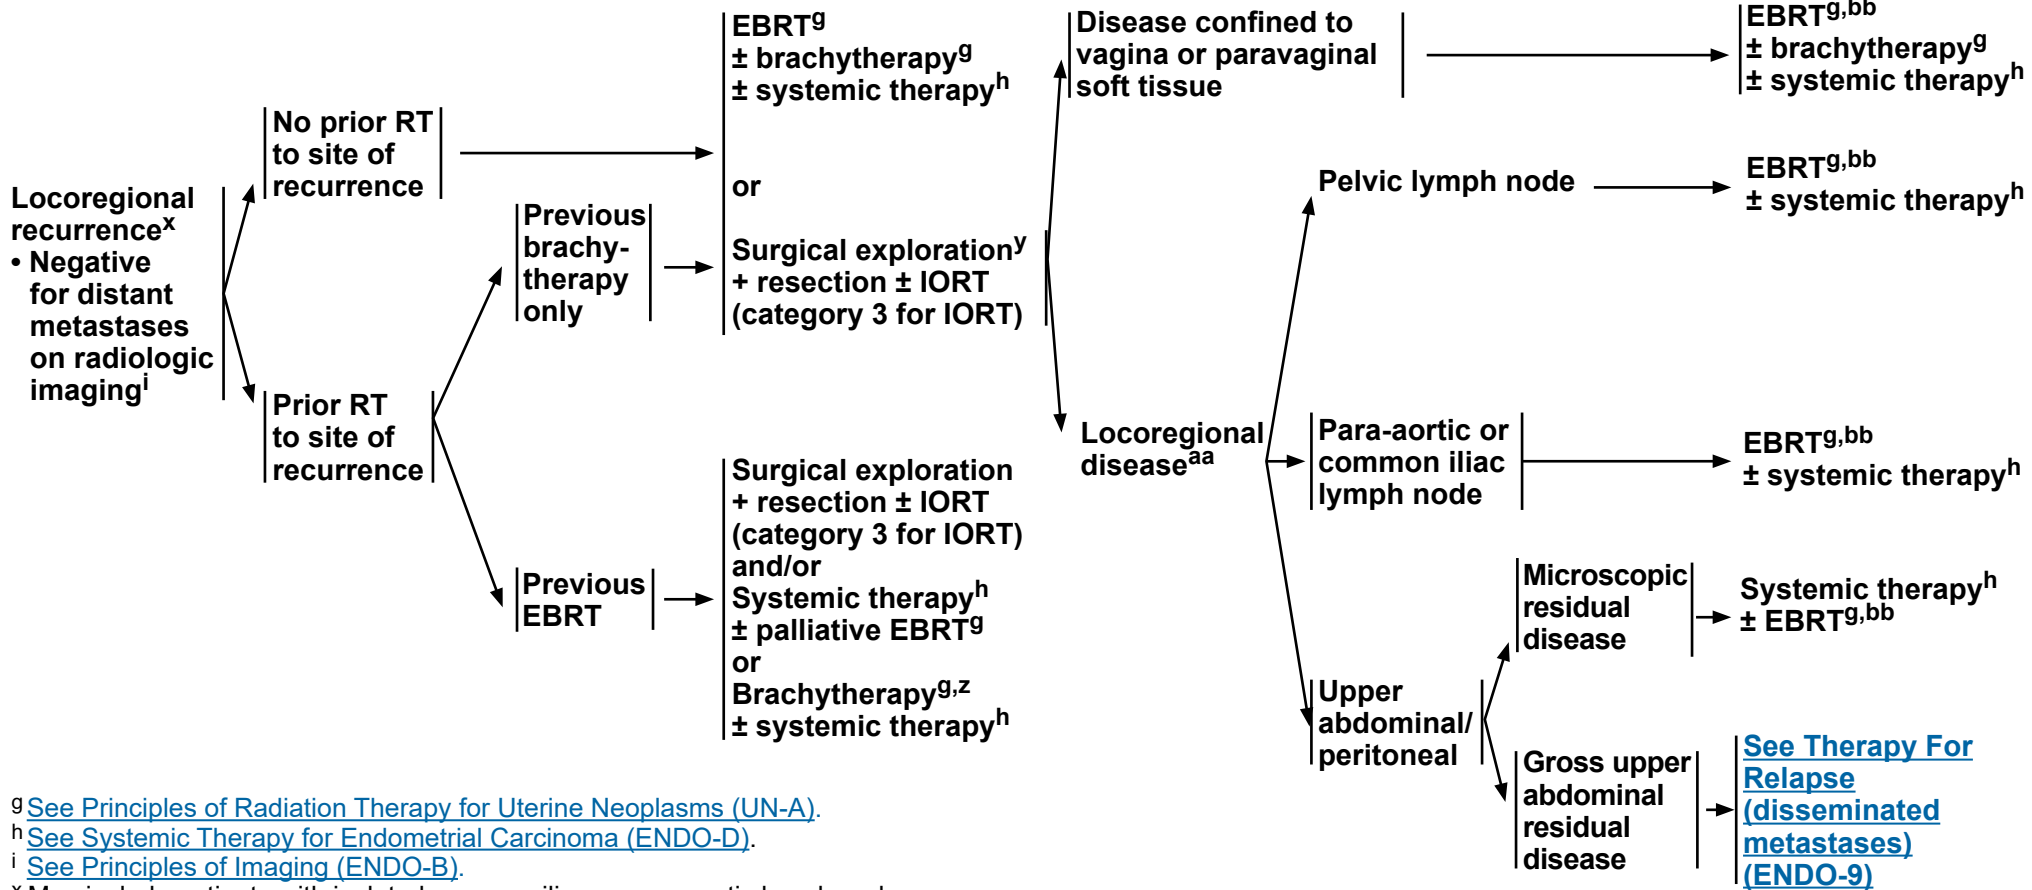 Locoregional
recurrencex
• Negative
for distant
metastases
on radiologic
imagingi
No prior RT
to site of
recurrence
Prior RT
to site of
recurrence
Previous
brachy-
therapy
only
Previous
EBRT
EBRTg
± brachytherapyg
± systemic therapyh
or
Surgical explorationy
+ resection ± IORT
(category 3 for IORT)
Surgical exploration
+ resection ± IORT
(category 3 for IORT)
and/or
Systemic therapyh
± palliative EBRTg
or
Brachytherapyg,z
± systemic therapyh
Disease confined to
vagina or paravaginal
soft tissue
EBRTg,bb
± brachytherapyg
± systemic therapyh
Locoregional
diseaseaa
Pelvic lymph node
EBRTg,bb
± systemic therapyh
Para-aortic or
common iliac
lymph node
EBRTg,bb
± systemic therapyh
Upper
abdominal/
peritoneal
Microscopic
residual
disease
Systemic therapyh
± EBRTg,bb
Gross upper
abdominal
residual
disease
See Therapy For
Relapse
(disseminated
metastases)
(ENDO-9)
g See Principles of Radiation Therapy for Uterine Neoplasms (UN-A).
h See Systemic Therapy for Endometrial Carcinoma (ENDO-D).
i See Principles of Imaging (ENDO-B).